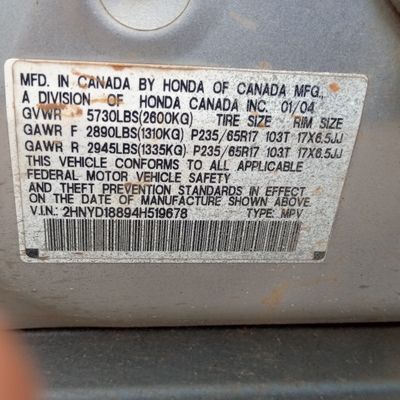 MFD. IN CANADA BY HONDA OF CANADA MFG.,
A DIVISION OF HONDA CANADA INC. 01/04
GVWR 5730LBS(2600KG) TIRE SIZE RIM SIZE
GAWR F 2890LBS(1310KG) P235/65R17 103T 17X6.5JJ
GAWR R 2945LBS(1335KG) P235/65R17 103T 17X6.5JJ
THIS VEHICLE CONFORMS TO ALL APPLICABLE
FEDERAL MOTOR VEHICLE SAFETY
AND THEFT PREVENTION STANDARDS IN EFFECT
ON THE DATE OF MANUFACTURE SHOWN ABOVE
V.I.N.: 2HNYD18894H519678 TYPE: MPV